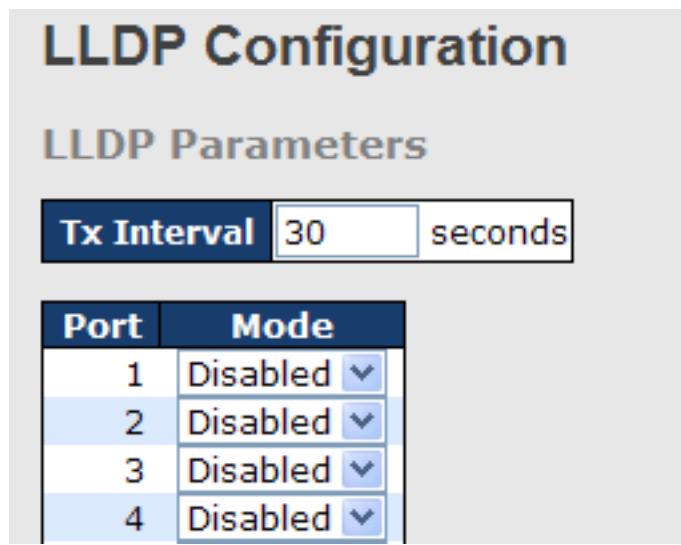 LLDP Configuration
LLDP Parameters
Tx Interval 30 seconds
Port Mode
1 Disabled
2 Disabled
3 Disabled
4 Disabled